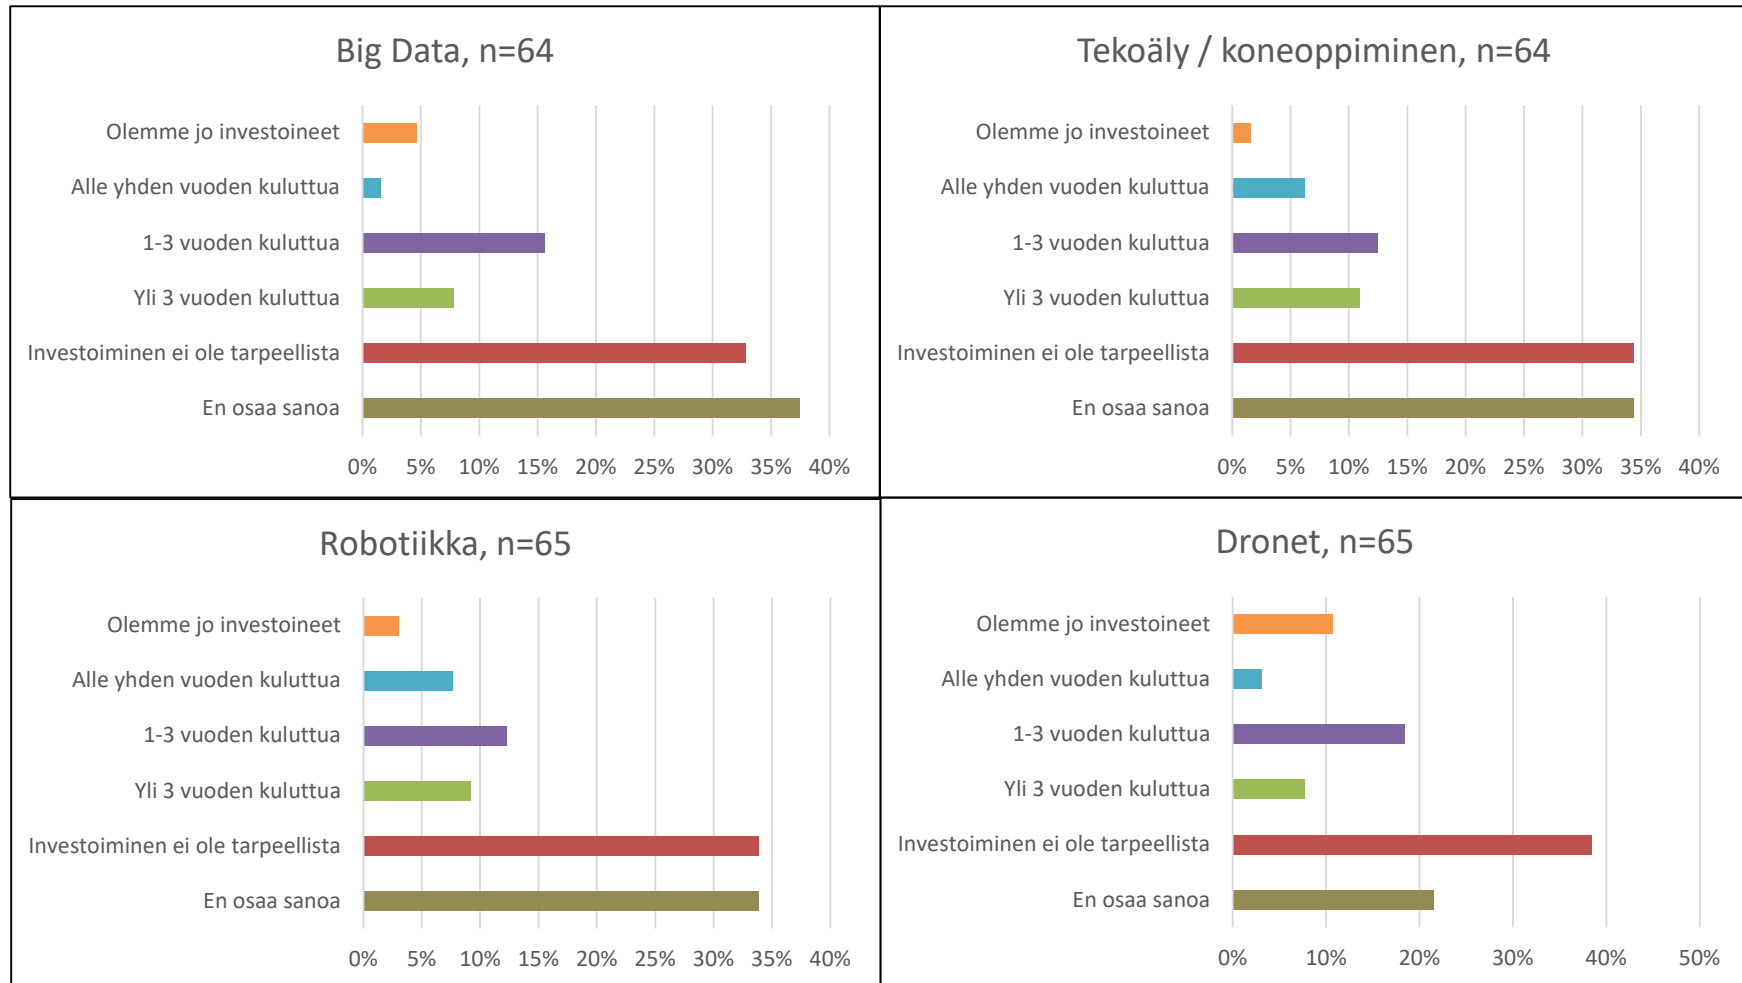 Big Data, n=64
Olemme jo investoineet
Alle yhden vuoden kuluttua
1-3 vuoden kuluttua
Yli 3 vuoden kuluttua
Investoiminen ei ole tarpeellista
En osaa sanoa
0% 5% 10% 15% 20% 25% 30% 35% 40%
Tekoäly / koneoppiminen, n=64
Olemme jo investoineet
Alle yhden vuoden kuluttua
1-3 vuoden kuluttua
Yli 3 vuoden kuluttua
Investoiminen ei ole tarpeellista
En osaa sanoa
0% 5% 10% 15% 20% 25% 30% 35% 40%
Robotiikka, n=65
Olemme jo investoineet
Alle yhden vuoden kuluttua
1-3 vuoden kuluttua
Yli 3 vuoden kuluttua
Investoiminen ei ole tarpeellista
En osaa sanoa
0% 5% 10% 15% 20% 25% 30% 35% 40%
Dronet, n=65
Olemme jo investoineet
Alle yhden vuoden kuluttua
1-3 vuoden kuluttua
Yli 3 vuoden kuluttua
Investoiminen ei ole tarpeellista
En osaa sanoa
0% 10% 20% 30% 40% 50%